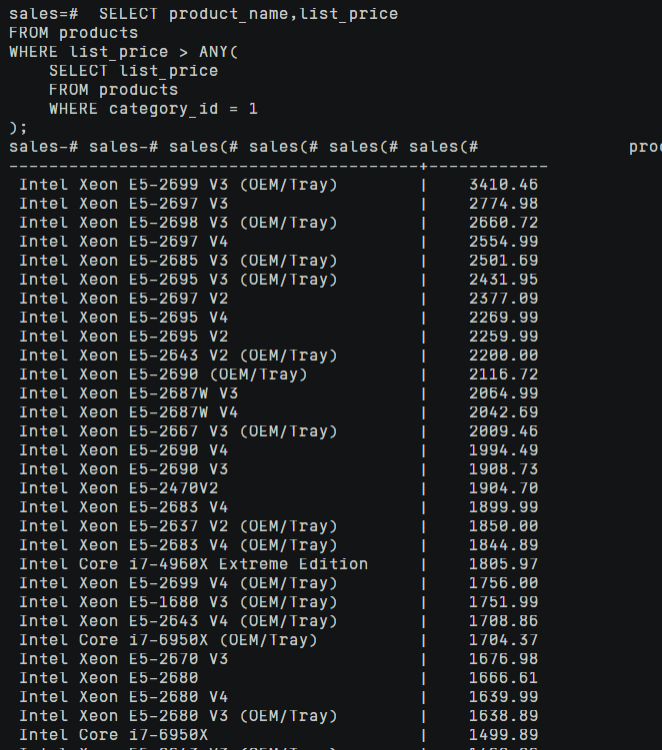 sales=#  SELECT product_name,list_price
FROM products
WHERE list_price > ANY(
    SELECT list_price
    FROM products
    WHERE category_id = 1
);
sales-# sales-# sales(# sales(# sales(# sales(#               prod
-----------------------------------------+------------
 Intel Xeon E5-2699 V3 (OEM/Tray)        |    3410.46
 Intel Xeon E5-2697 V3                   |    2774.98
 Intel Xeon E5-2698 V3 (OEM/Tray)        |    2660.72
 Intel Xeon E5-2697 V4                   |    2554.99
 Intel Xeon E5-2685 V3 (OEM/Tray)        |    2501.69
 Intel Xeon E5-2695 V3 (OEM/Tray)        |    2431.95
 Intel Xeon E5-2697 V2                   |    2377.09
 Intel Xeon E5-2695 V4                   |    2269.99
 Intel Xeon E5-2695 V2                   |    2259.99
 Intel Xeon E5-2643 V2 (OEM/Tray)        |    2200.00
 Intel Xeon E5-2690 (OEM/Tray)           |    2116.72
 Intel Xeon E5-2687W V3                  |    2064.99
 Intel Xeon E5-2687W V4                  |    2042.69
 Intel Xeon E5-2667 V3 (OEM/Tray)        |    2009.46
 Intel Xeon E5-2690 V4                   |    1994.49
 Intel Xeon E5-2690 V3                   |    1908.73
 Intel Xeon E5-2470V2                    |    1904.70
 Intel Xeon E5-2683 V4                   |    1899.99
 Intel Xeon E5-2637 V2 (OEM/Tray)        |    1850.00
 Intel Xeon E5-2683 V4 (OEM/Tray)        |    1844.89
 Intel Core i7-4960X Extreme Edition     |    1805.97
 Intel Xeon E5-2699 V4 (OEM/Tray)        |    1756.00
 Intel Xeon E5-1680 V3 (OEM/Tray)        |    1751.99
 Intel Xeon E5-2643 V4 (OEM/Tray)        |    1708.86
 Intel Core i7-6950X (OEM/Tray)          |    1704.37
 Intel Xeon E5-2670 V3                   |    1676.98
 Intel Xeon E5-2680                      |    1666.61
 Intel Xeon E5-2680 V4                   |    1639.99
 Intel Xeon E5-2680 V3 (OEM/Tray)        |    1638.89
 Intel Core i7-6950X                     |    1499.89